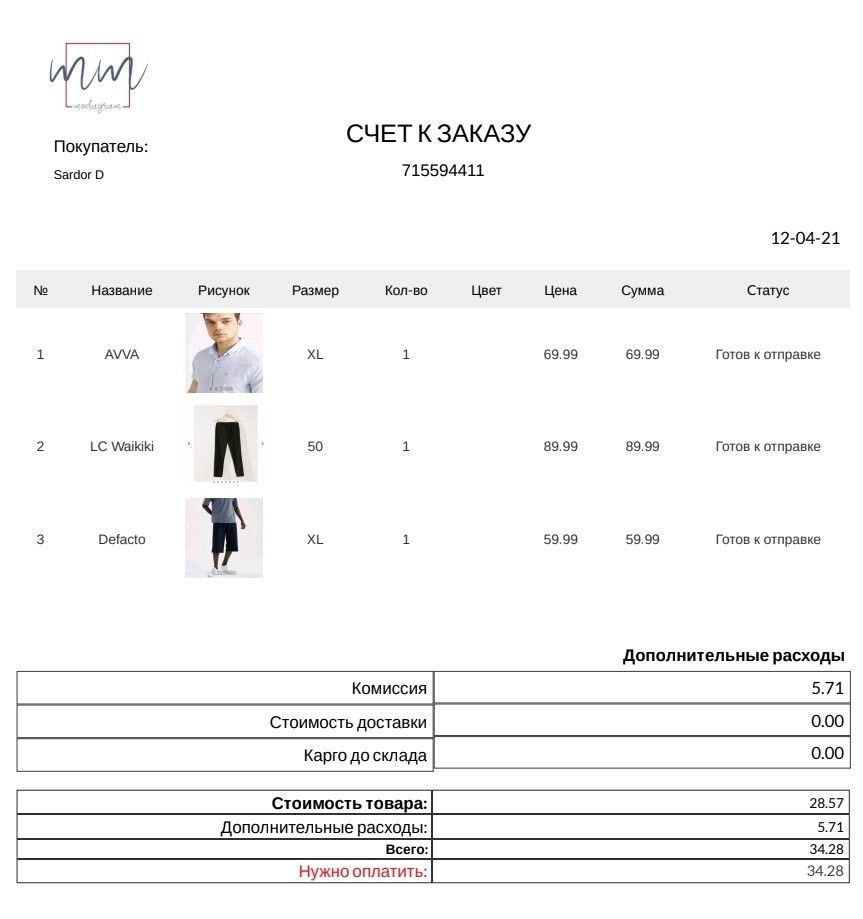 mm
modagram
СЧЕТ К ЗАКАЗУ
Покупатель:
715594411
Sardor D
12-04-21
№ Название Рисунок Размер Кол-во Цвет Цена Сумма Статус
1 AVVA XL 1 69.99 69.99 Готов к отправке
2 LC Waikiki 50 1 89.99 89.99 Готов к отправке
3 Defacto XL 1 59.99 59.99 Готов к отправке
Дополнительные расходы
Комиссия 5.71
Стоимость доставки 0.00
Карго до склада 0.00
Стоимость товара: 28.57
Дополнительные расходы: 5.71
Всего: 34.28
Нужно оплатить: 34.28